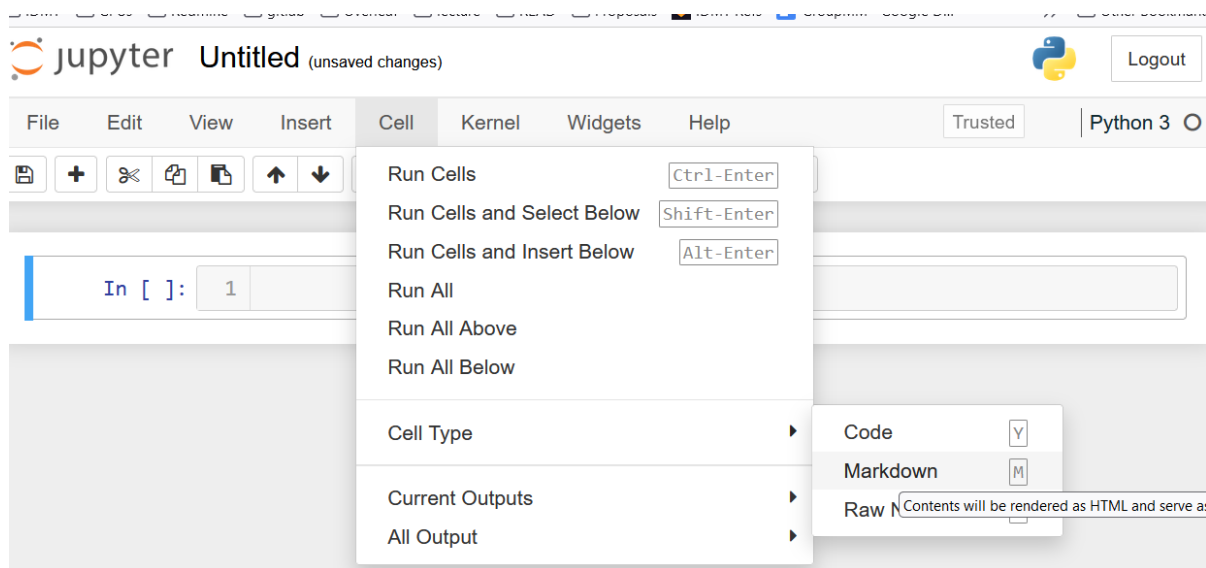 jupyter Untitled (unsaved changes) Logout
File Edit View Insert Cell Kernel Widgets Help Trusted Python 3
Run Cells Ctrl-Enter
Run Cells and Select Below Shift-Enter
Run Cells and Insert Below Alt-Enter
In [ ]: 1
Run All
Run All Above
Run All Below
Cell Type
Code Y
Markdown M
Current Outputs
Raw N
Contents will be rendered as HTML and serve as
All Output